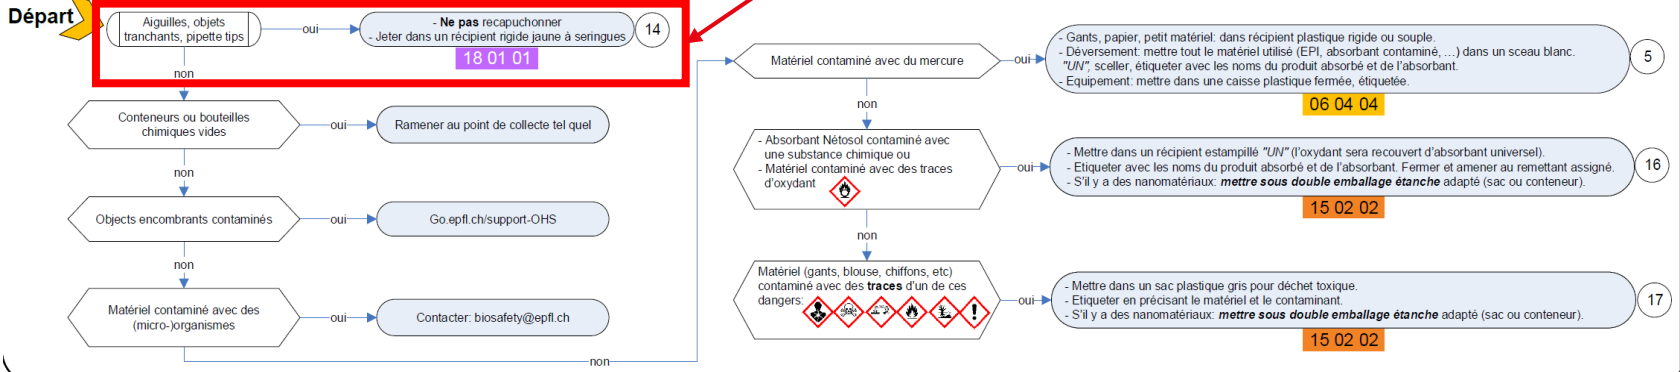 Départ
Aiguilles, objets
tranchants, pipette tips
oui
- Ne pas recapuchonner
- Jeter dans un récipient rigide jaune à seringues
14
18 01 01
non
Conteneurs ou bouteilles
chimiques vides
oui
Ramener au point de collecte tel quel
non
Objects encombrants contaminés
oui
Go.epfl.ch/support-OHS
non
Matériel contaminé avec des
(micro-)organismes
oui
Contacter: biosafety@epfl.ch
non
Matériel contaminé avec du mercure
oui
- Gants, papier, petit matériel: dans récipient plastique rigide ou souple.
- Déversement: mettre tout le matériel utilisé (EPI, absorbant contaminé, ...) dans un sceau blanc.
"UN", sceller, étiqueter avec les noms du produit absorbé et de l'absorbant.
- Equipement: mettre dans une caisse plastique fermée, étiquetée.
5
06 04 04
non
- Absorbant Nétosol contaminé avec
une substance chimique ou
- Matériel contaminé avec des traces
d'oxydant
oui
- Mettre dans un récipient estampillé "UN" (l'oxydant sera recouvert d'absorbant universel).
- Etiqueter avec les noms du produit absorbé et de l'absorbant. Fermer et amener au remettant assigné.
- S'il y a des nanomatériaux: mettre sous double emballage étanche adapté (sac ou conteneur).
16
15 02 02
non
Matériel (gants, blouse, chiffons, etc)
contaminé avec des traces d'un de ces
dangers:
oui
- Mettre dans un sac plastique gris pour déchet toxique.
- Etiqueter en précisant le matériel et le contaminant.
- S'il y a des nanomatériaux: mettre sous double emballage étanche adapté (sac ou conteneur).
17
15 02 02